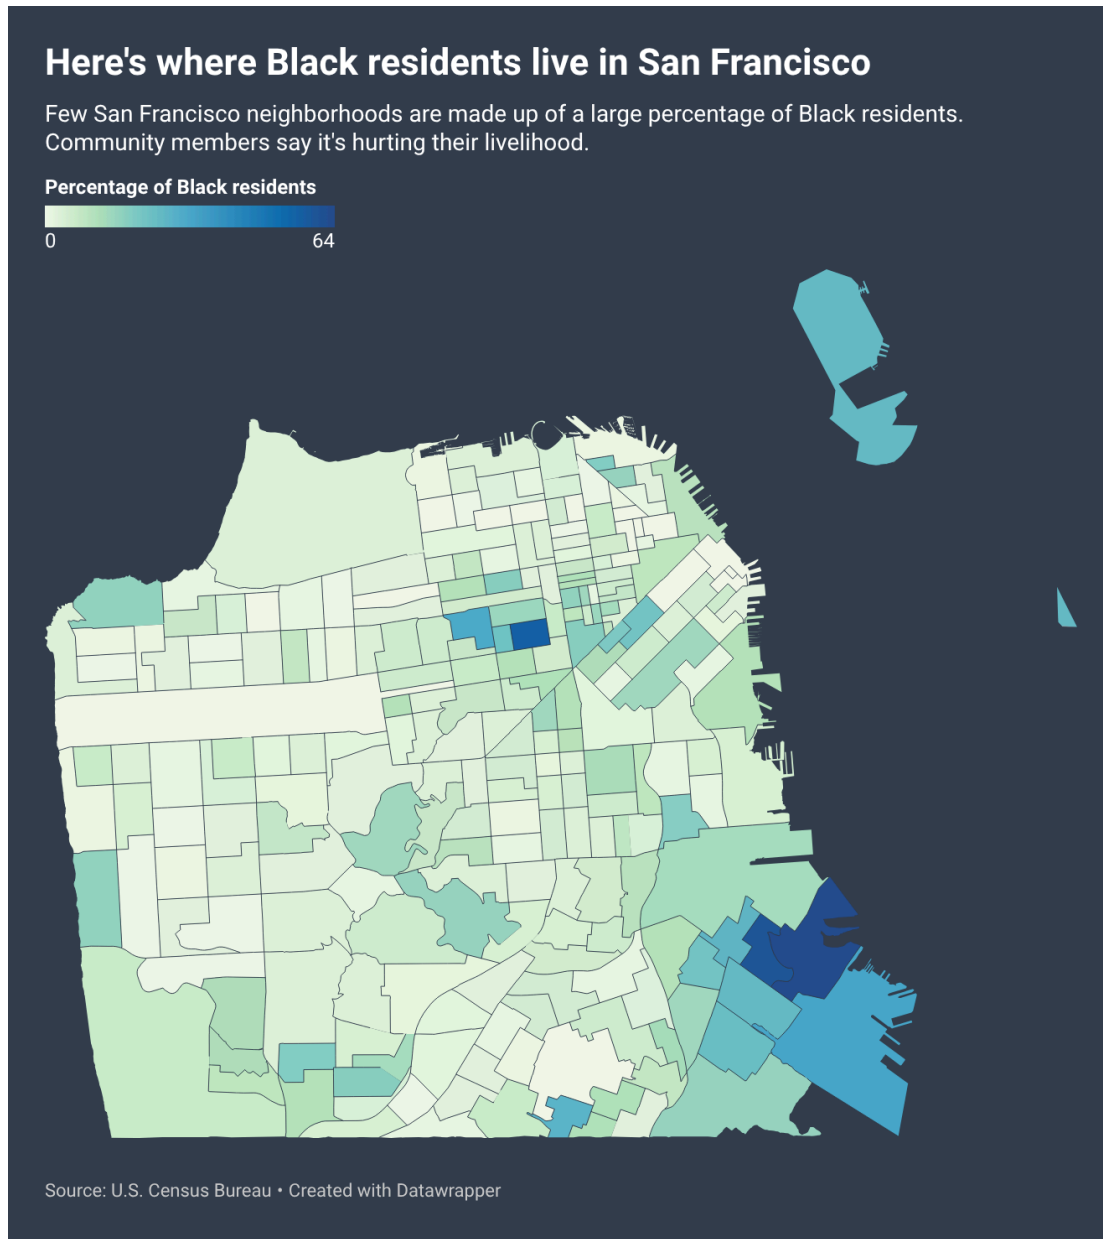 Here's where Black residents live in San Francisco
Few San Francisco neighborhoods are made up of a large percentage of Black residents.
Community members say it's hurting their livelihood.
Percentage of Black residents
0 64
Source: U.S. Census Bureau • Created with Datawrapper